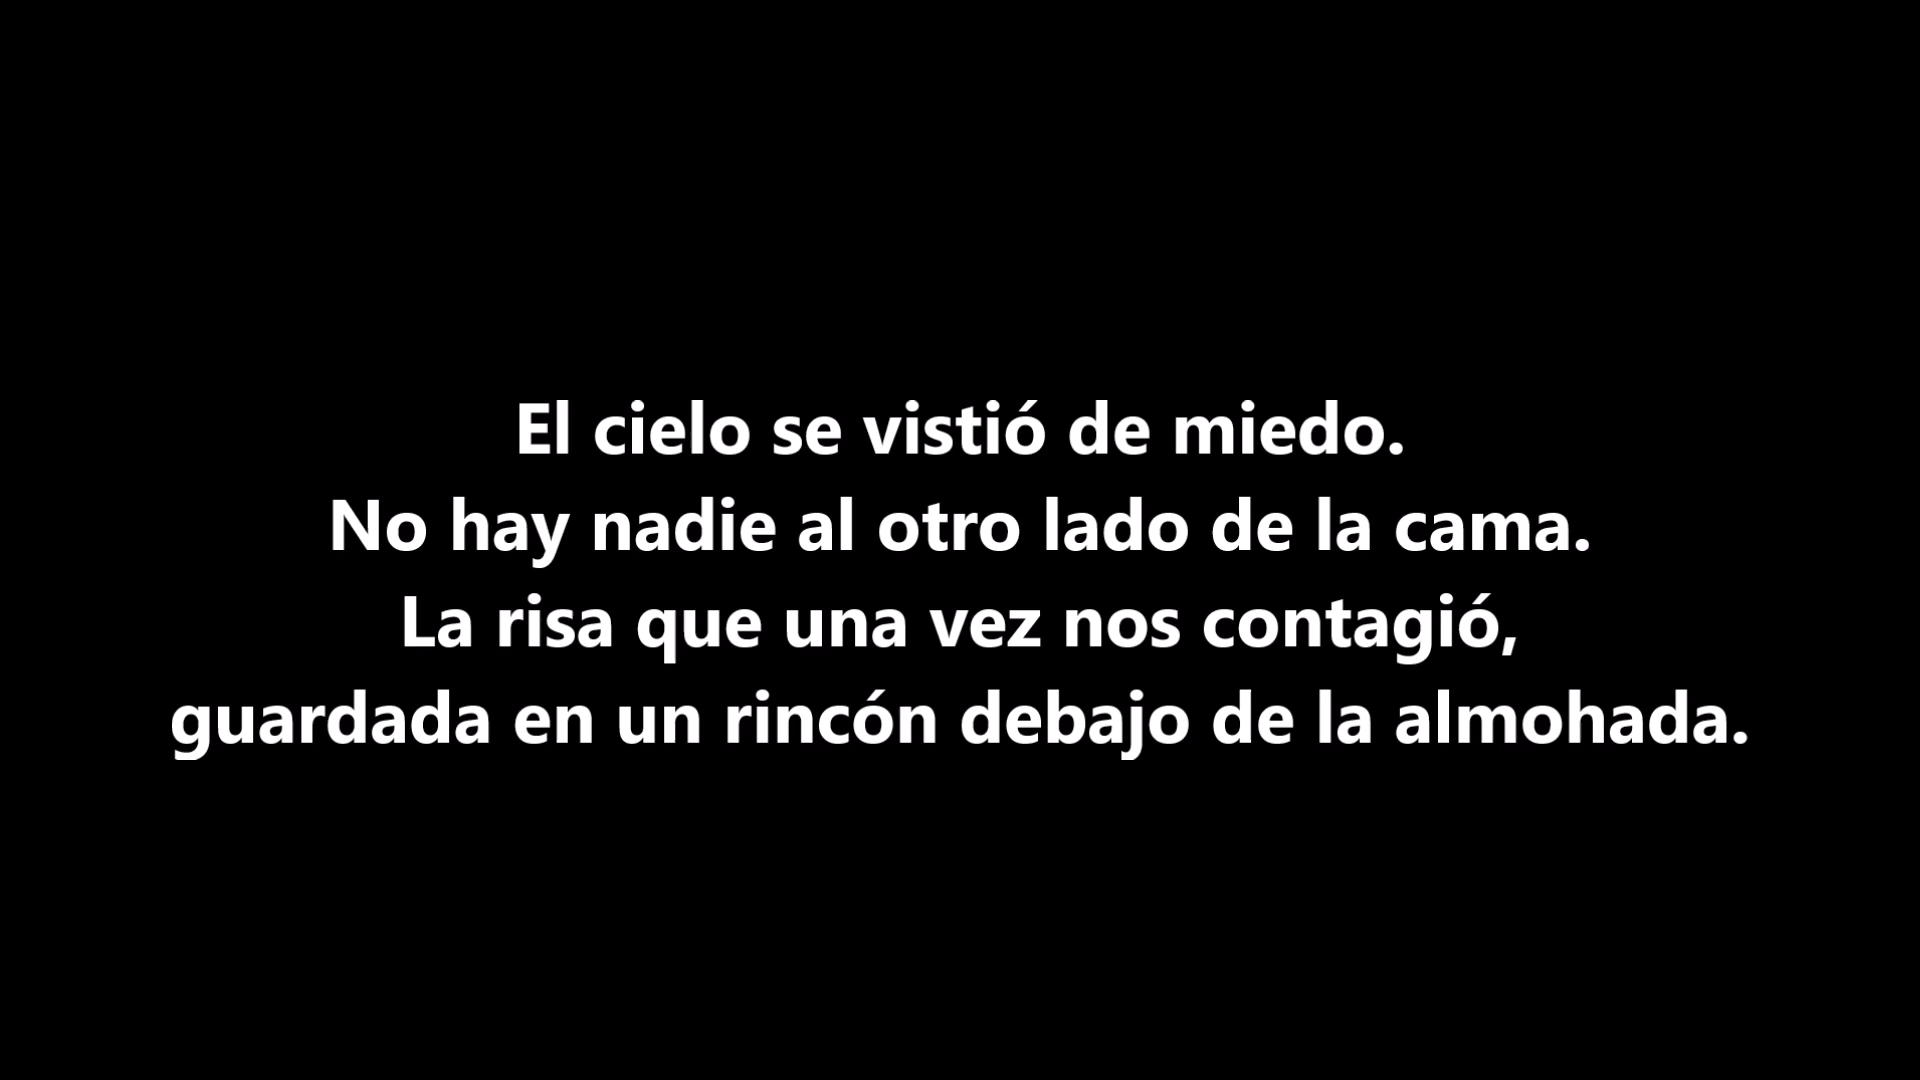 El cielo se vistió de miedo.
No hay nadie al otro lado de la cama.
La risa que una vez nos contagió,
guardada en un rincón debajo de la almohada.